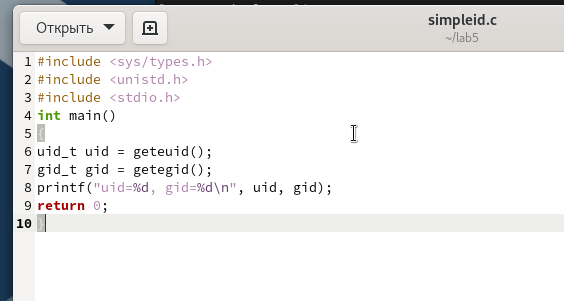 Открыть
simpleid.c
~/lab5
1 #include <sys/types.h>
2 #include <unistd.h>
3 #include <stdio.h>
4 int main()
5 {
6 uid_t uid = geteuid();
7 gid_t gid = getegid();
8 printf("uid=%d, gid=%d\n", uid, gid);
9 return 0;
10 }